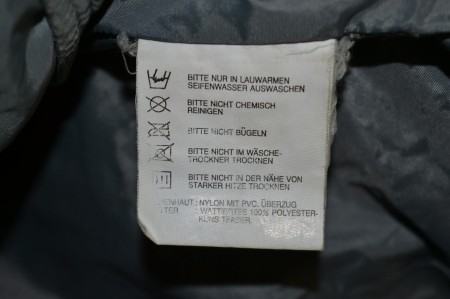 BITTE NUR IN LAUWARMEN
SEIFENWASSER AUSWASCHEN
BITTE NICHT CHEMISCH
REINIGEN
BITTE NICHT BÜGELN
BITTE NICHT IM WÄSCHE-
TROCKNER TROCKNEN
BITTE NICHT IN DER NÄHE VON
STARKER HITZE TROCKNEN
: NYLON MIT PVC. ÜBERZUG
: WATTIERTES 100% POLYESTER-